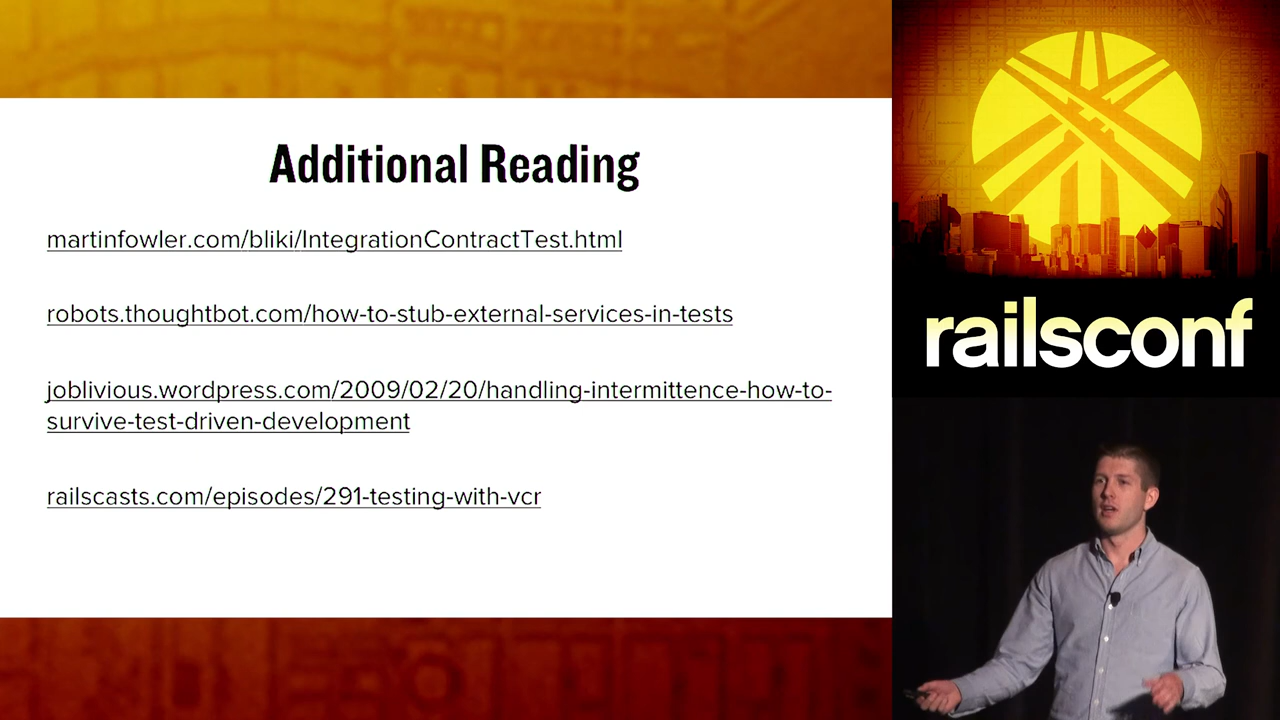 Additional Reading
martinfowler.com/bliki/IntegrationContractTest.html
robots.thoughtbot.com/how-to-stub-external-services-in-tests
joblivious.wordpress.com/2009/02/20/handling-intermittence-how-to-
survive-test-driven-development
railscasts.com/episodes/291-testing-with-vcr
railsconf